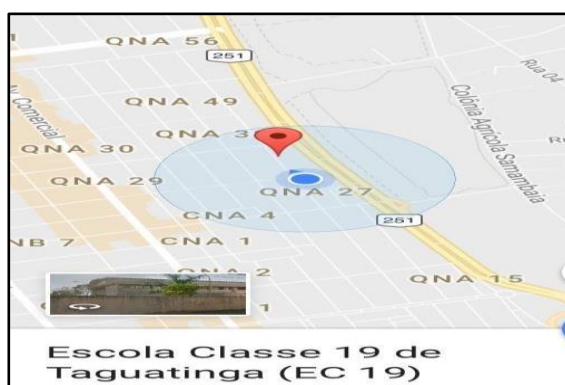 QNA 56
251
Rua 04
QNA 49
Colônia Agrícola Samambaia
Av Comercial
QNA 3
QNA 30
QNA 29
QNA 27
CNA 4
251
NB 7
CNA 1
QNA 15
Escola Classe 19 de
Taguatinga (EC 19)